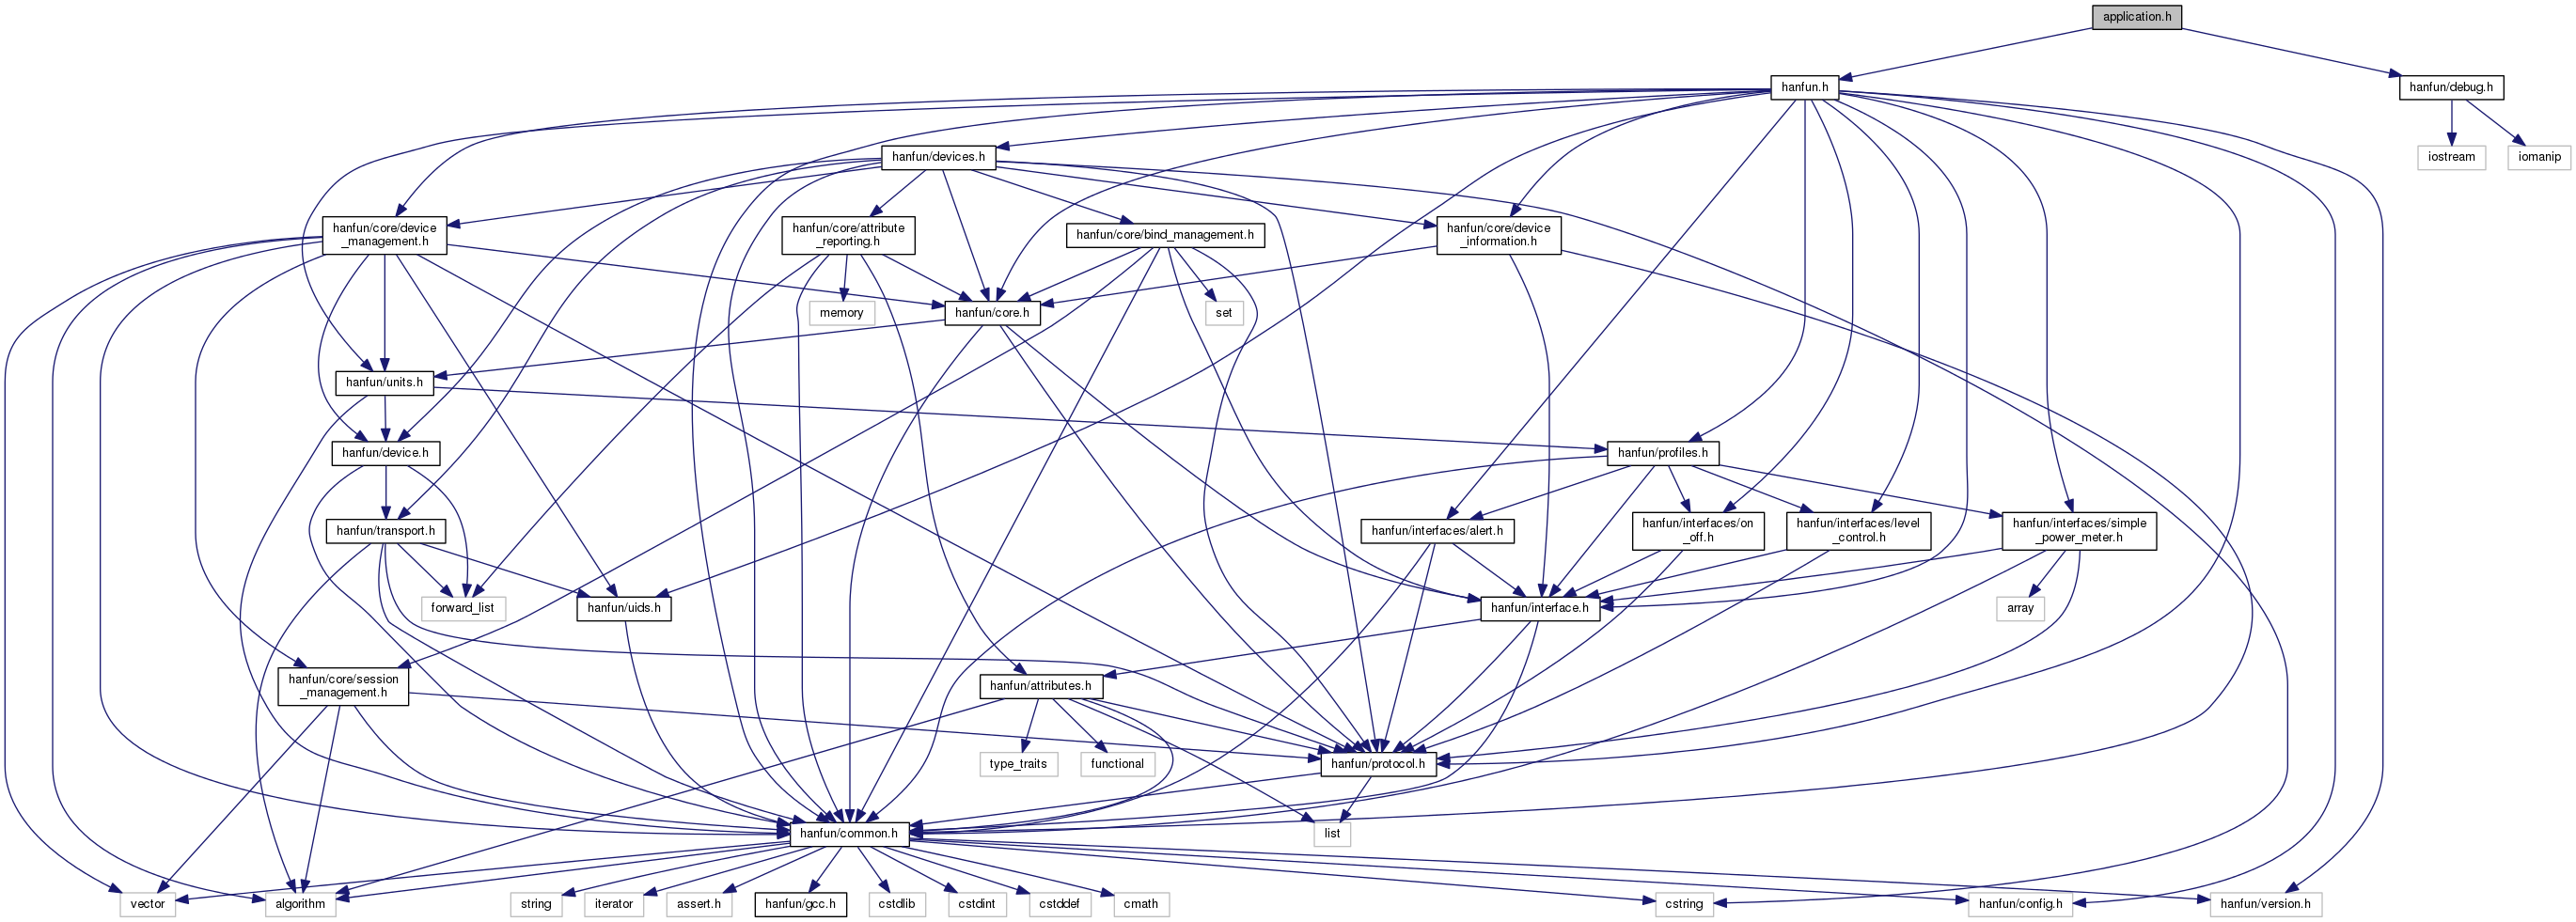 application.h
hanfun.h
hanfun/debug.h
hanfun/devices.h
iostream
iomanip
hanfun/core/device
_management.h
hanfun/core/attribute
_reporting.h
hanfun/core/bind_management.h
hanfun/core/device
_information.h
memory
hanfun/core.h
set
hanfun/units.h
hanfun/device.h
hanfun/profiles.h
hanfun/transport.h
hanfun/interfaces/alert.h
hanfun/interfaces/on
_off.h
hanfun/interfaces/level
_control.h
hanfun/interfaces/simple
_power_meter.h
forward_list
hanfun/uids.h
hanfun/interface.h
array
hanfun/core/session
_management.h
hanfun/attributes.h
type_traits
functional
hanfun/protocol.h
hanfun/common.h
list
vector
algorithm
string
iterator
assert.h
hanfun/gcc.h
cstdlib
cstdint
cstddef
cmath
cstring
hanfun/config.h
hanfun/version.h